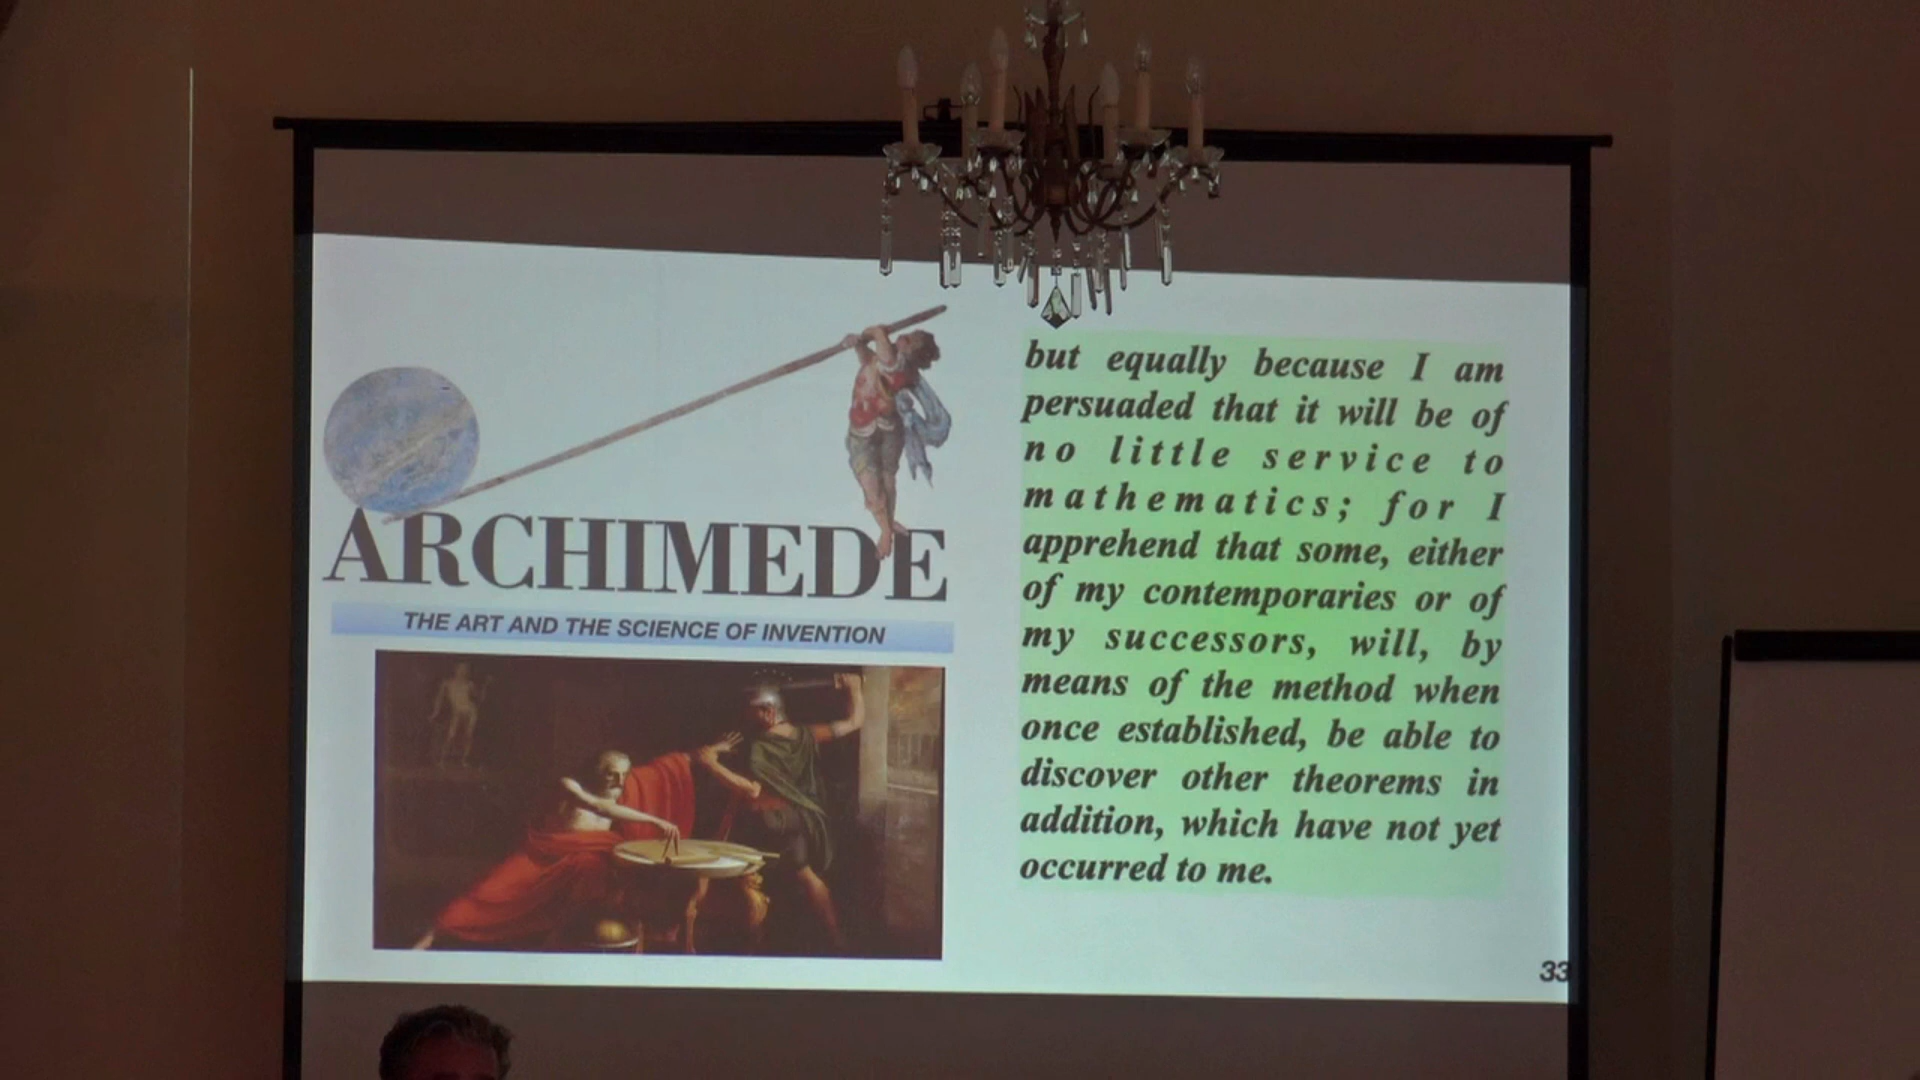 ARCHIMEDE
THE ART AND THE SCIENCE OF INVENTION
but equally because I am
persuaded that it will be of
no little service to
mathematics; for I
apprehend that some, either
of my contemporaries or of
my successors, will, by
means of the method when
once established, be able to
discover other theorems in
addition, which have not yet
occurred to me.
33